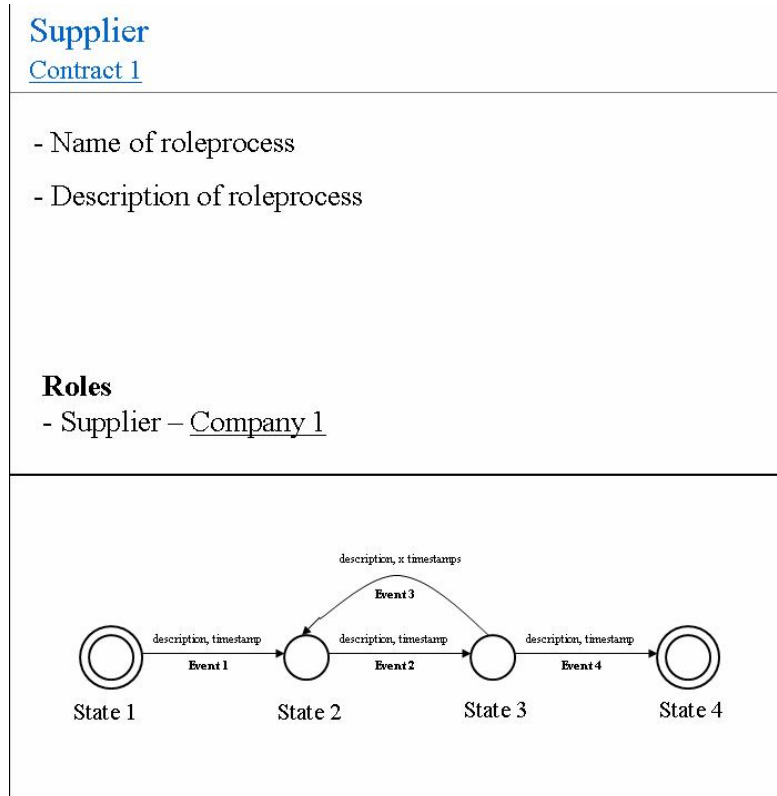 Supplier
Contract 1
- Name of roleprocess
- Description of roleprocess
Roles
- Supplier – Company 1
description, x timestamps
Event 3
description, timestamp description, timestamp description, timestamp
Event 1 Event 2 Event 4
State 1 State 2 State 3 State 4